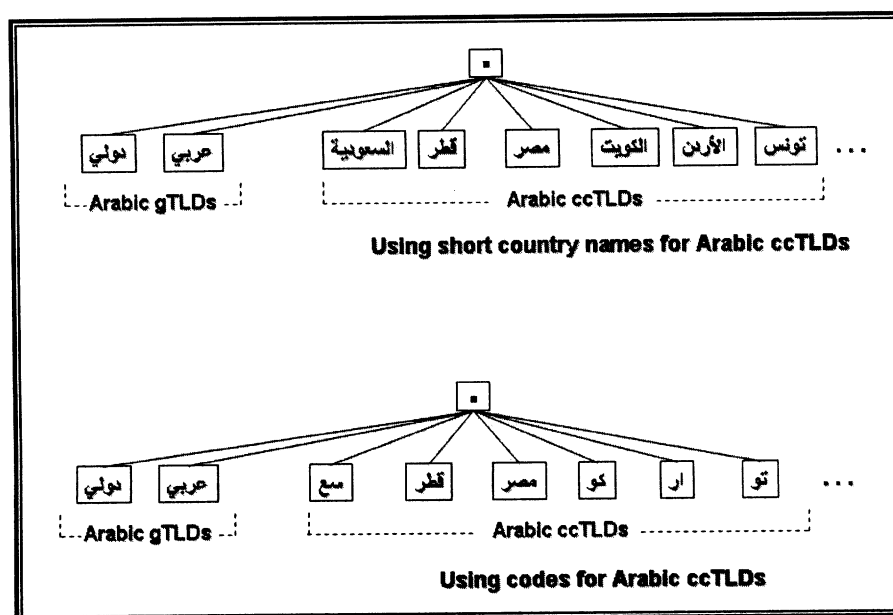 .
دولي عربي السعودية قطر مصر الكويت الأردن تونس ...
Arabic gTLDs Arabic ccTLDs
Using short country names for Arabic ccTLDs
.
دولي عربي سع قطر مصر كو ار تو ...
Arabic gTLDs Arabic ccTLDs
Using codes for Arabic ccTLDs